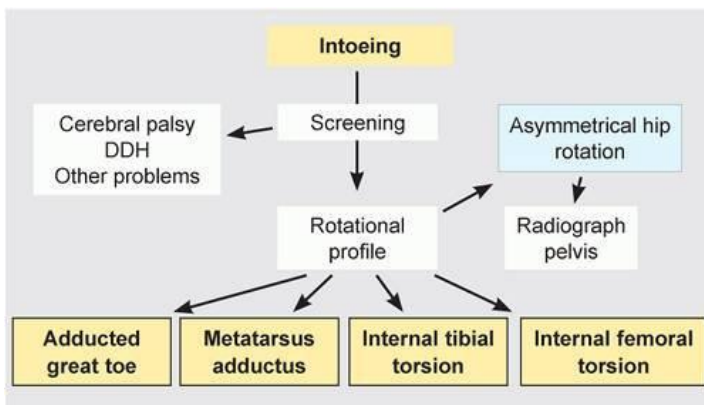 Intoeing
Cerebral palsy
DDH
Other problems
Screening
Asymmetrical hip
rotation
Rotational
profile
Radiograph
pelvis
Adducted
great toe
Metatarsus
adductus
Internal tibial
torsion
Internal femoral
torsion